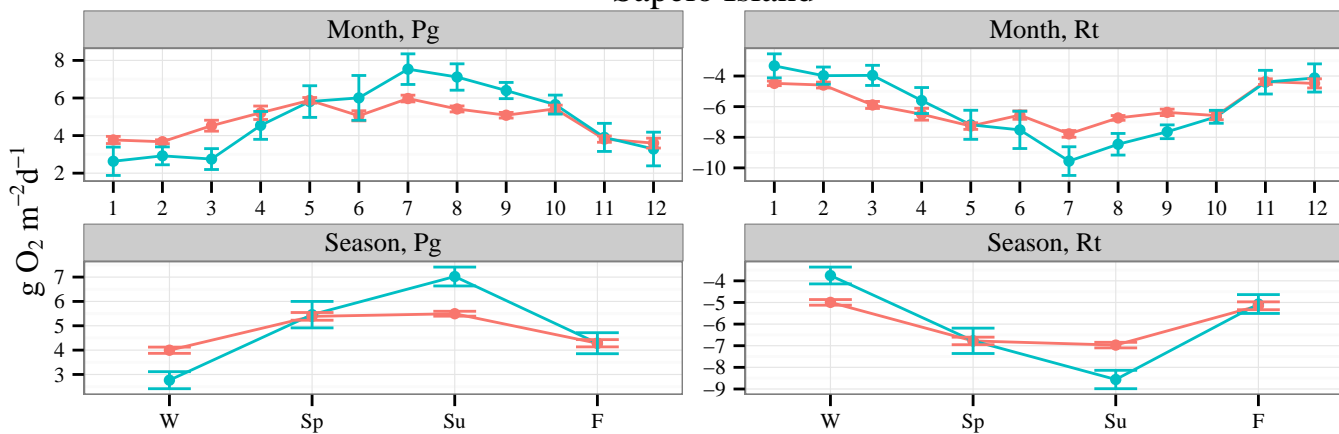 Sapelo Island
Month, Pg
Month, Rt
8
6
4
2
−4
−6
−8
−10
1 2 3 4 5 6 7 8 9 10 11 12
1 2 3 4 5 6 7 8 9 10 11 12
g O₂ m⁻²d⁻¹
Season, Pg
Season, Rt
7
6
5
4
3
−4
−5
−6
−7
−8
−9
W Sp Su F
W Sp Su F